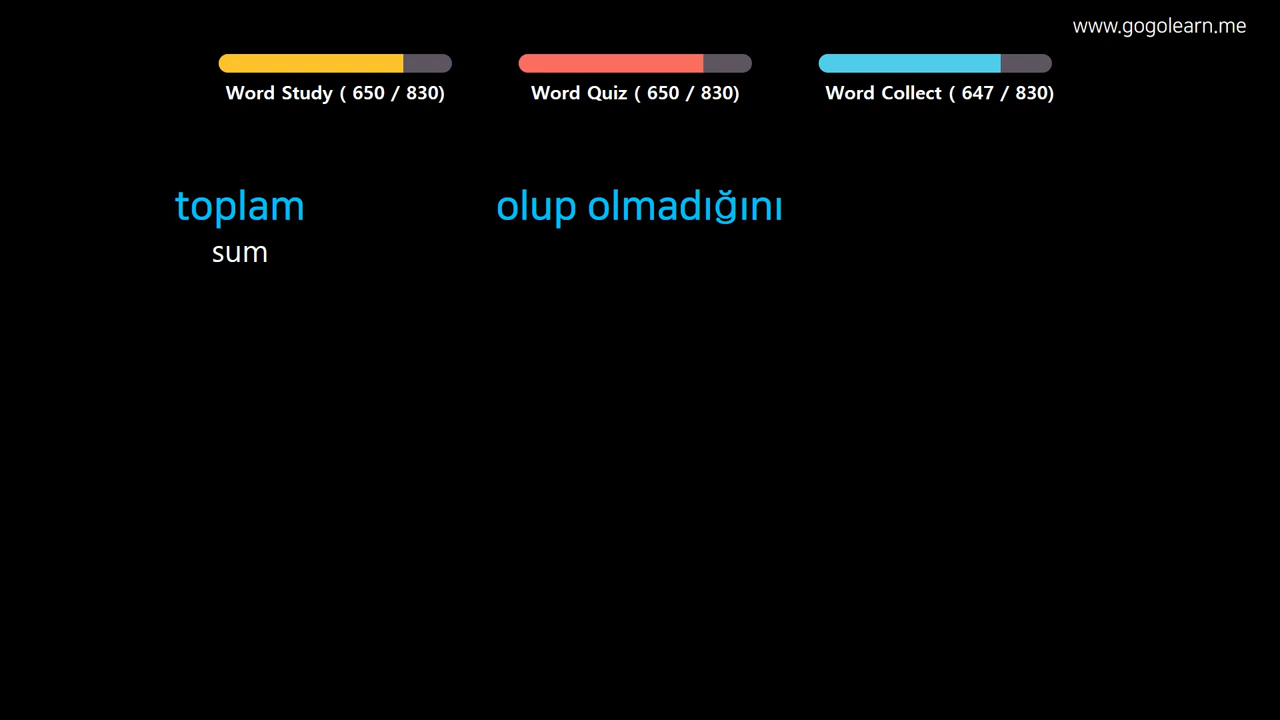 www.gogolearn.me
Word Study ( 650 / 830)
Word Quiz ( 650 / 830)
Word Collect ( 647 / 830)
toplam
sum
olup olmadığını